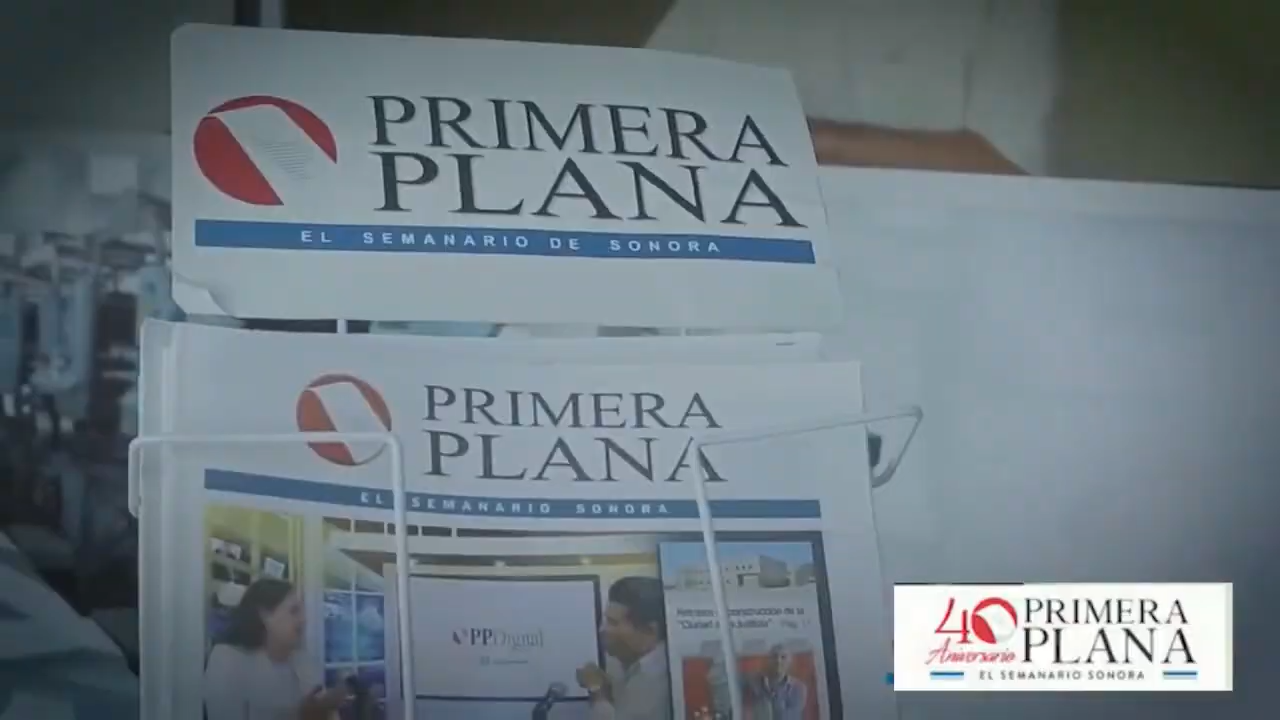 PRIMERA
PLANA
EL SEMANARIO DE SONORA
PRIMERA
PLANA
EL SEMANARIO SONORA
PPDigital
"Ciudad
40
Aniversario
PRIMERA
PLANA
EL SEMANARIO SONORA